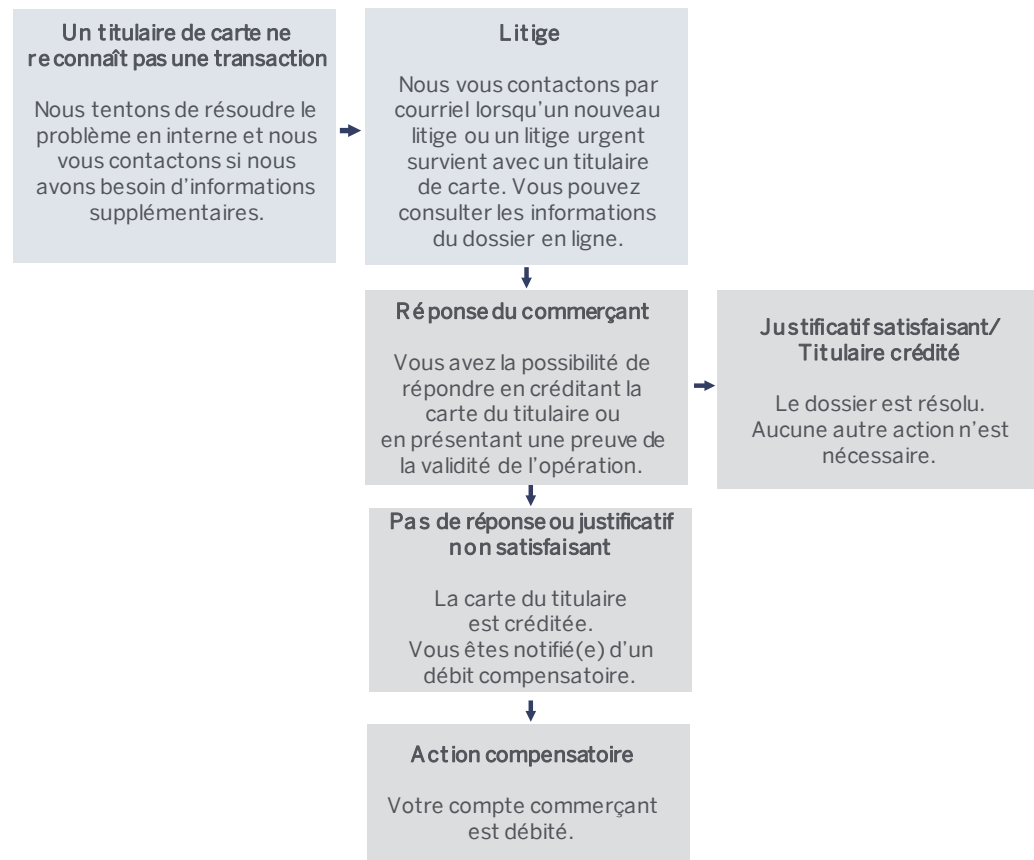 Un titulaire de carte ne
reconnaît pas une transaction
Nous tentons de résoudre le
problème en interne et nous
vous contactons si nous
avons besoin d'informations
supplémentaires.
Litige
Nous vous contactons par
courriel lorsqu'un nouveau
litige ou un litige urgent
survient avec un titulaire
de carte. Vous pouvez
consulter les informations
du dossier en ligne.
Réponse du commerçant
Vous avez la possibilité de
répondre en créditant la
carte du titulaire ou
en présentant une preuve de
la validité de l'opération.
Justificatif satisfaisant/
Titulaire crédité
Le dossier est résolu.
Aucune autre action n'est
nécessaire.
Pas de réponse ou justificatif
non satisfaisant
La carte du titulaire
est créditée.
Vous êtes notifié(e) d'un
débit compensatoire.
Action compensatoire
Votre compte commerçant
est débité.